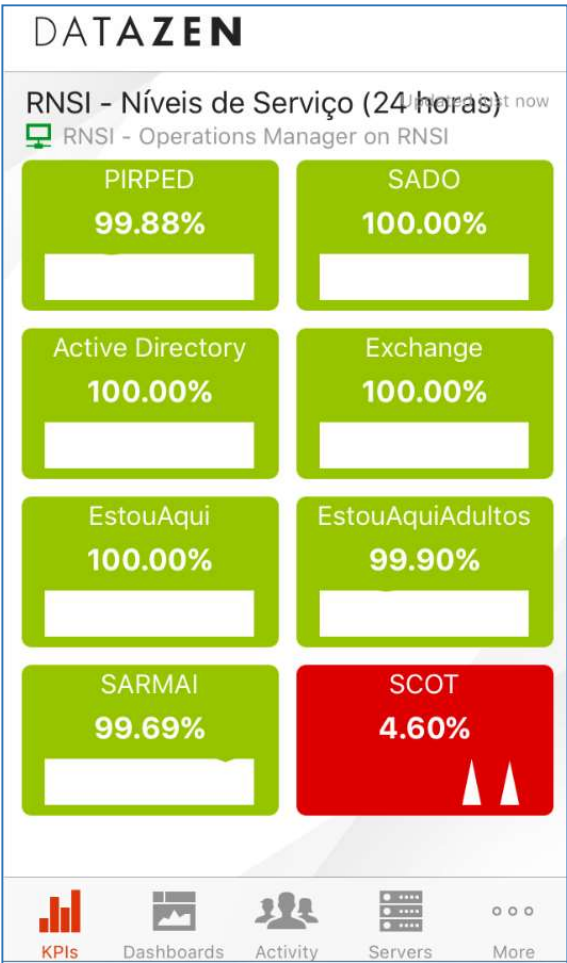 DATAZEN
RNSI - Níveis de Serviço (24 horas)
Updated just now
RNSI - Operations Manager on RNSI
PIRPED
99.88%
SADO
100.00%
Active Directory
100.00%
Exchange
100.00%
EstouAqui
100.00%
EstouAquiAdultos
99.90%
SARMAI
99.69%
SCOT
4.60%
KPIs
Dashboards
Activity
Servers
More